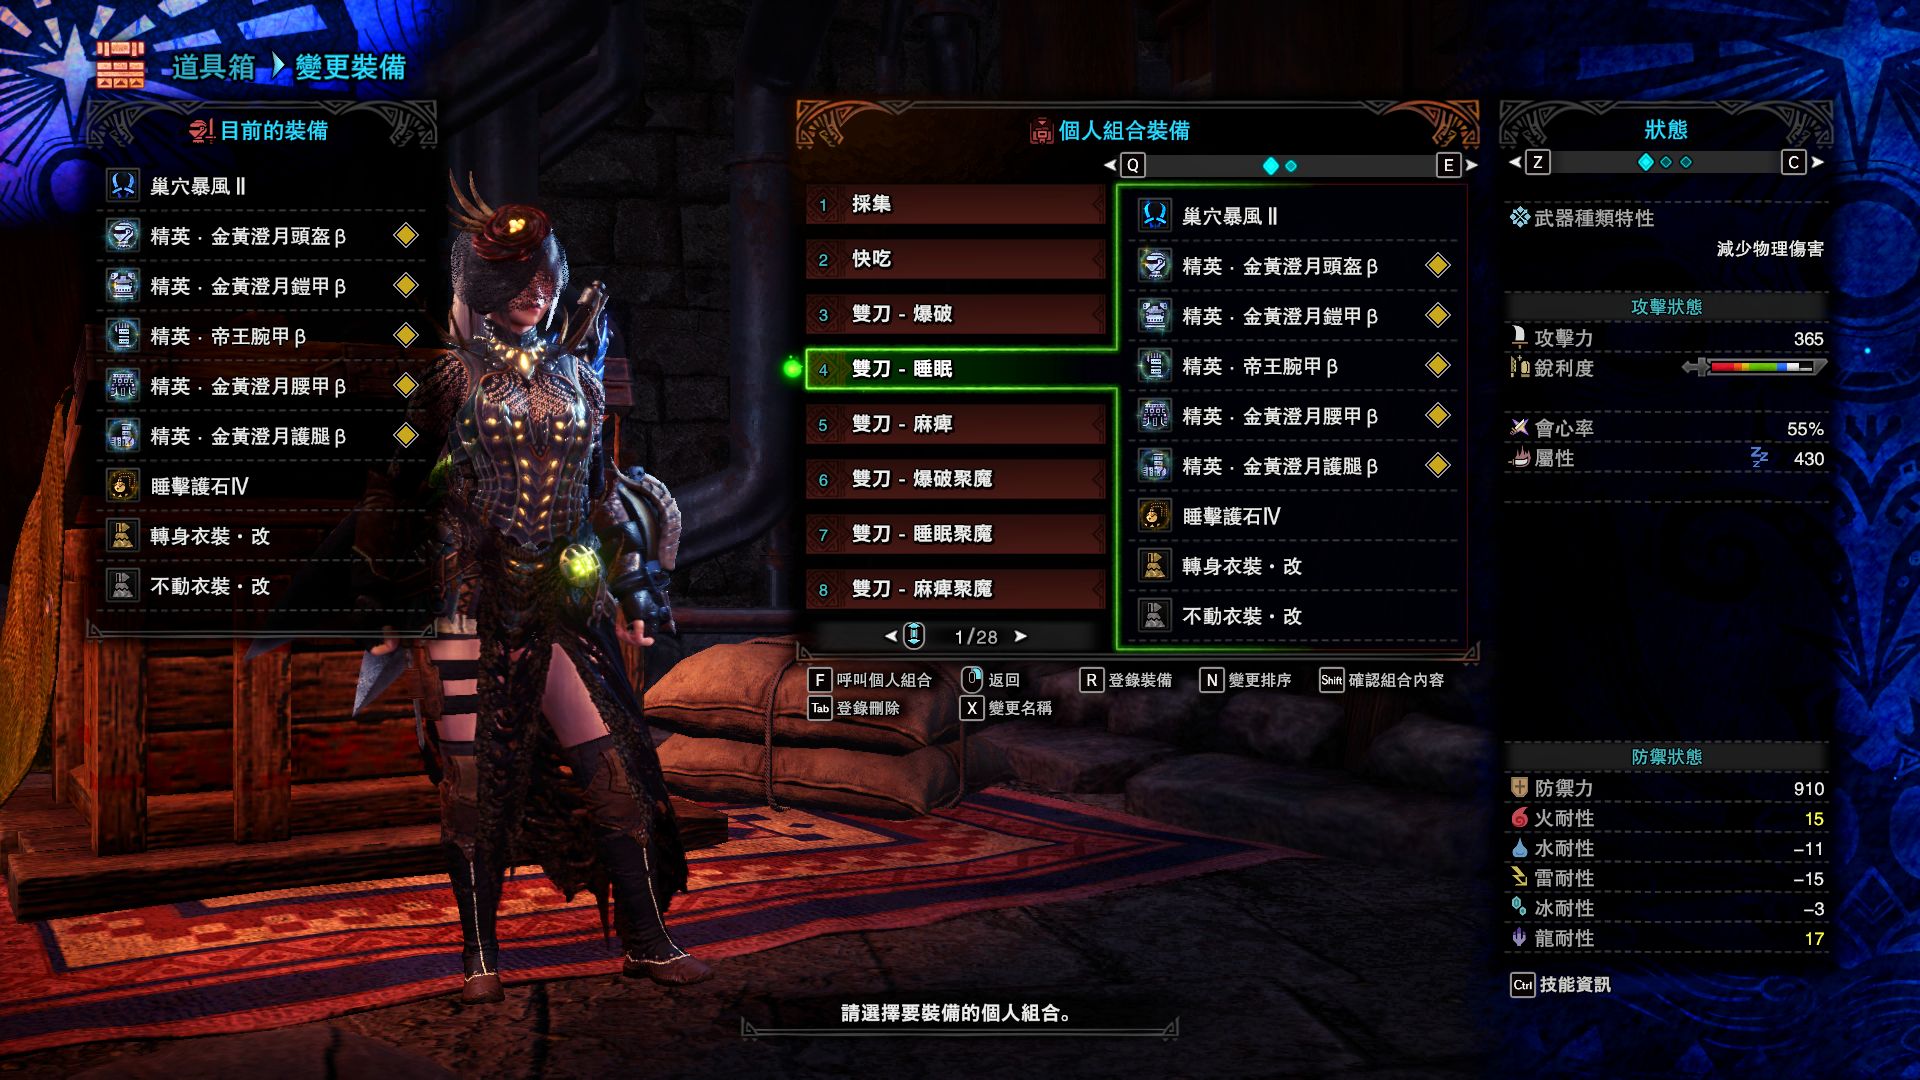 道具箱 變更裝備
目前的裝備
巢穴暴風Ⅱ
精英．金黃澄月頭盔β
精英．金黃澄月鎧甲β
精英．帝王腕甲β
精英．金黃澄月腰甲β
精英．金黃澄月護腿β
睡擊護石Ⅳ
轉身衣裝・改
不動衣裝・改
個人組合裝備
Q E
1 採集
2 快吃
3 雙刀 - 爆破
4 雙刀 - 睡眠
5 雙刀 - 麻痺
6 雙刀 - 爆破聚魔
7 雙刀 - 睡眠聚魔
8 雙刀 - 麻痺聚魔
1/28
巢穴暴風Ⅱ
精英．金黃澄月頭盔β
精英．金黃澄月鎧甲β
精英．帝王腕甲β
精英．金黃澄月腰甲β
精英．金黃澄月護腿β
睡擊護石Ⅳ
轉身衣裝・改
不動衣裝・改
F 呼叫個人組合 返回 R 登錄裝備 N 變更排序 Shift 確認組合內容
Tab 登錄刪除 X 變更名稱
狀態
Z C
武器種類特性
減少物理傷害
攻擊狀態
攻擊力 365
銳利度
會心率 55%
屬性 430
防禦狀態
防禦力 910
火耐性 15
水耐性 -11
雷耐性 -15
冰耐性 -3
龍耐性 17
Ctrl 技能資訊
請選擇要裝備的個人組合。